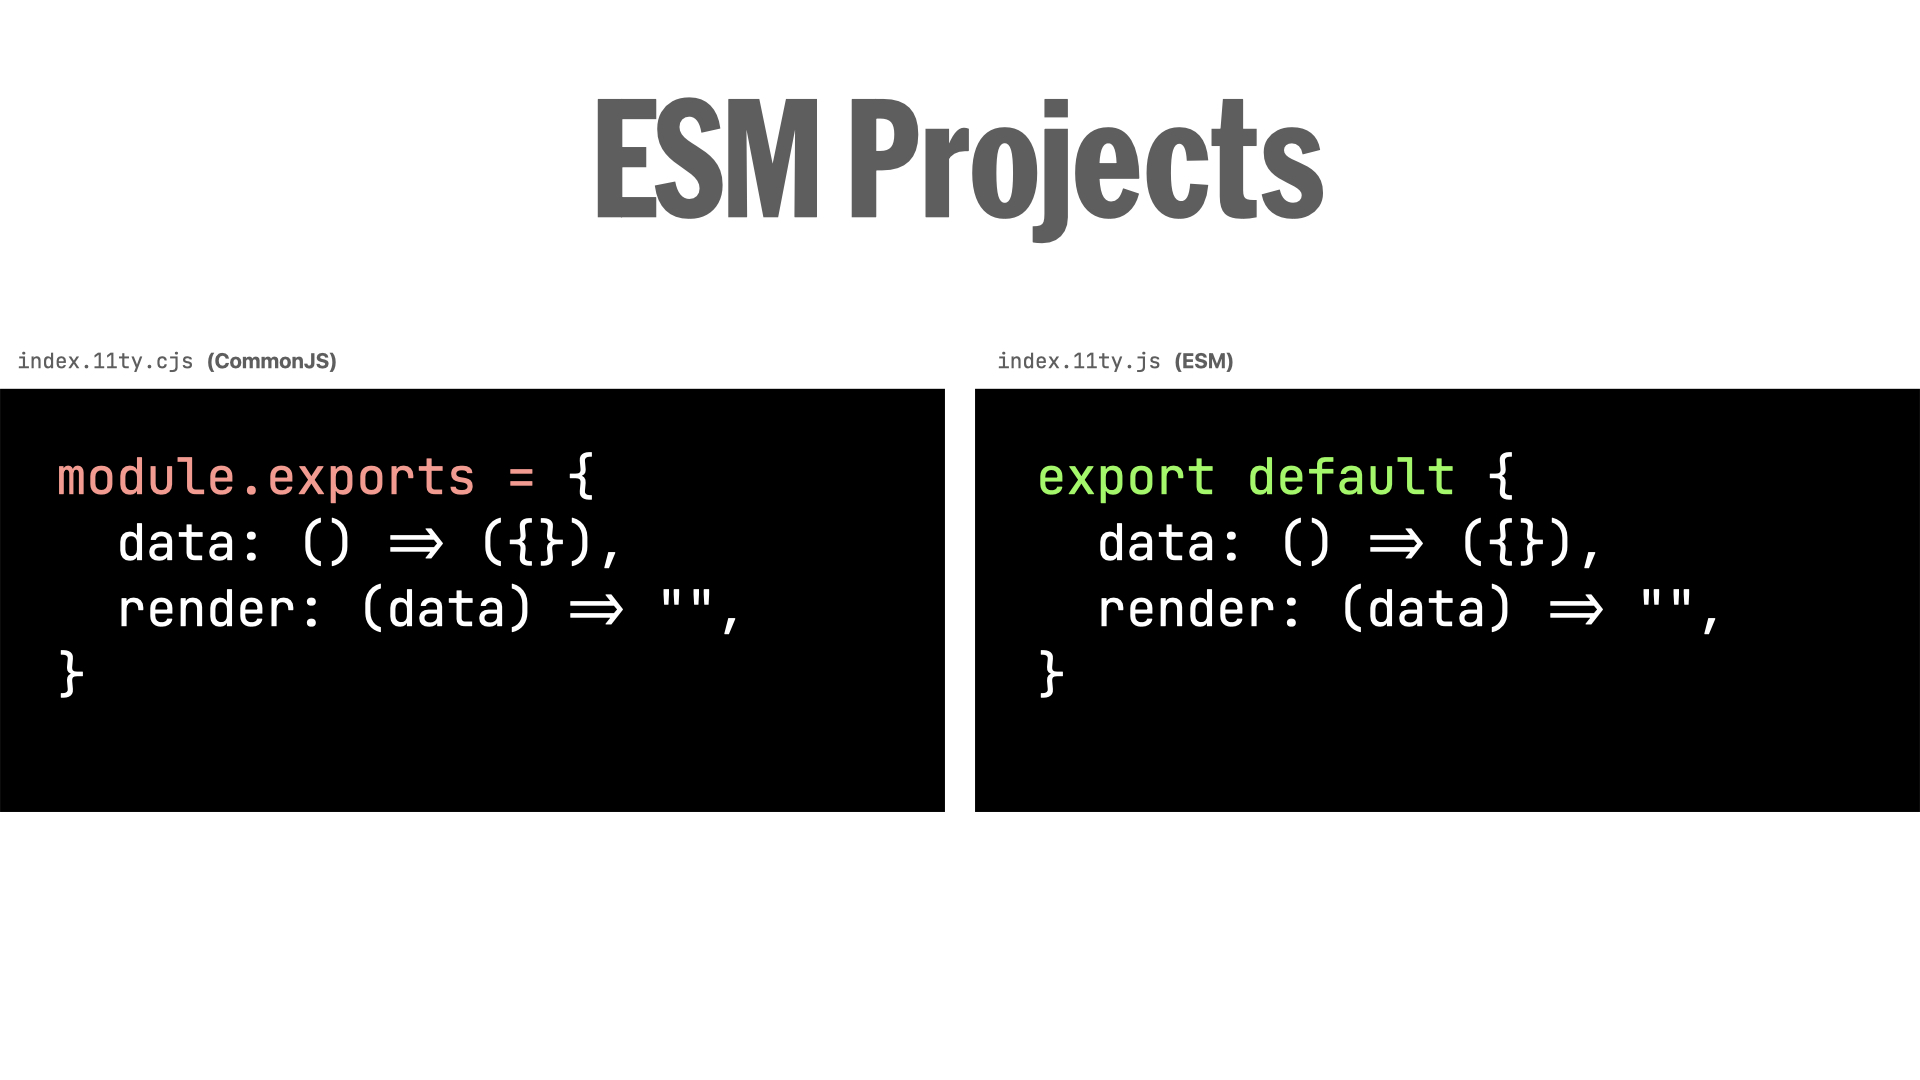 ESM Projects
index.11ty.cjs (CommonJS)
module.exports = {
  data: () => ({}),
  render: (data) => "",
}
index.11ty.js (ESM)
export default {
  data: () => ({}),
  render: (data) => "",
}